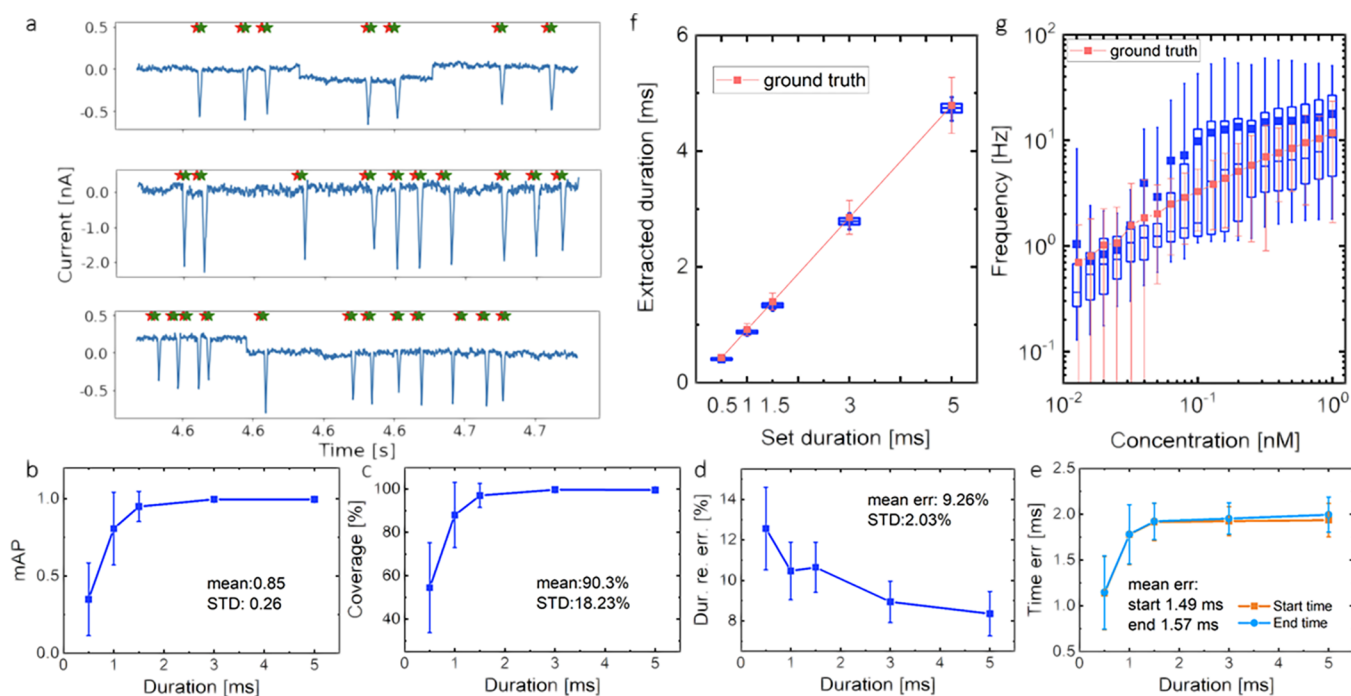 a
0.5
0.0
-0.5
0.0
-1.0
-2.0
0.5
0.0
-0.5
Current [nA]
4.6 4.6 4.6 4.6 4.7 4.7
Time [s]
f
6
4
2
0
ground truth
Extracted duration [ms]
0.5 1 1.5 3 5
Set duration [ms]
g
10^2
10^1
10^0
10^-1
ground truth
Frequency [Hz]
10^-2 10^-1 10^0
Concentration [nM]
b
1.0
0.5
0.0
mAP
mean:0.85
STD: 0.26
0 1 2 3 4 5
Duration [ms]
c
100
80
60
40
Coverage [%]
mean:90.3%
STD:18.23%
0 1 2 3 4 5
Duration [ms]
d
14
12
10
8
Dur. re. err. [%]
mean err: 9.26%
STD:2.03%
0 1 2 3 4 5
Duration [ms]
e
2.5
2.0
1.5
1.0
0.5
Time err [ms]
mean err:
start 1.49 ms
end 1.57 ms
Start time
End time
0 1 2 3 4 5
Duration [ms]